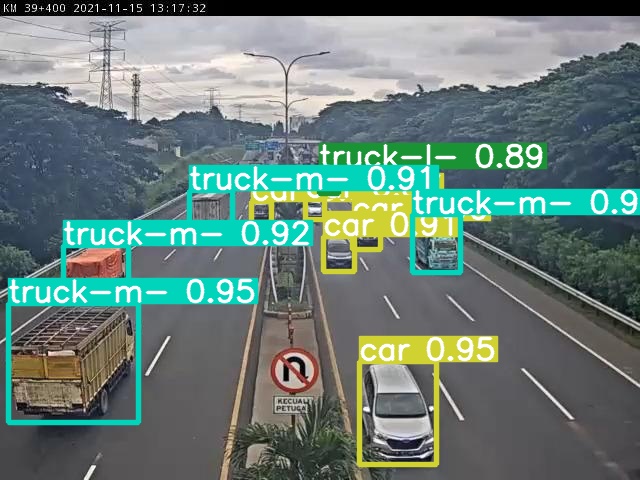 KM 39+400 2021-11-15 13:17:32
truck-l- 0.89
truck-m- 0.91
truck-m- 0.9
car 0.91
truck-m- 0.92
truck-m- 0.95
car 0.95
KECUALI
PETUGAS